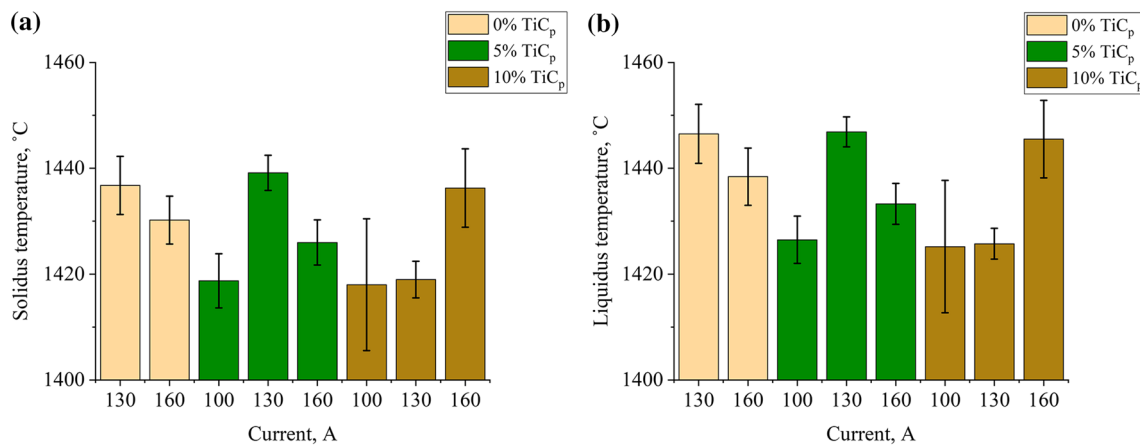 (a)
0% TiCp
5% TiCp
10% TiCp
1460
1440
1420
1400
Solidus temperature, ˚C
130 160 100 130 160 100 130 160
Current, A
(b)
0% TiCp
5% TiCp
10% TiCp
1460
1440
1420
1400
Liquidus temperature, ˚C
130 160 100 130 160 100 130 160
Current, A